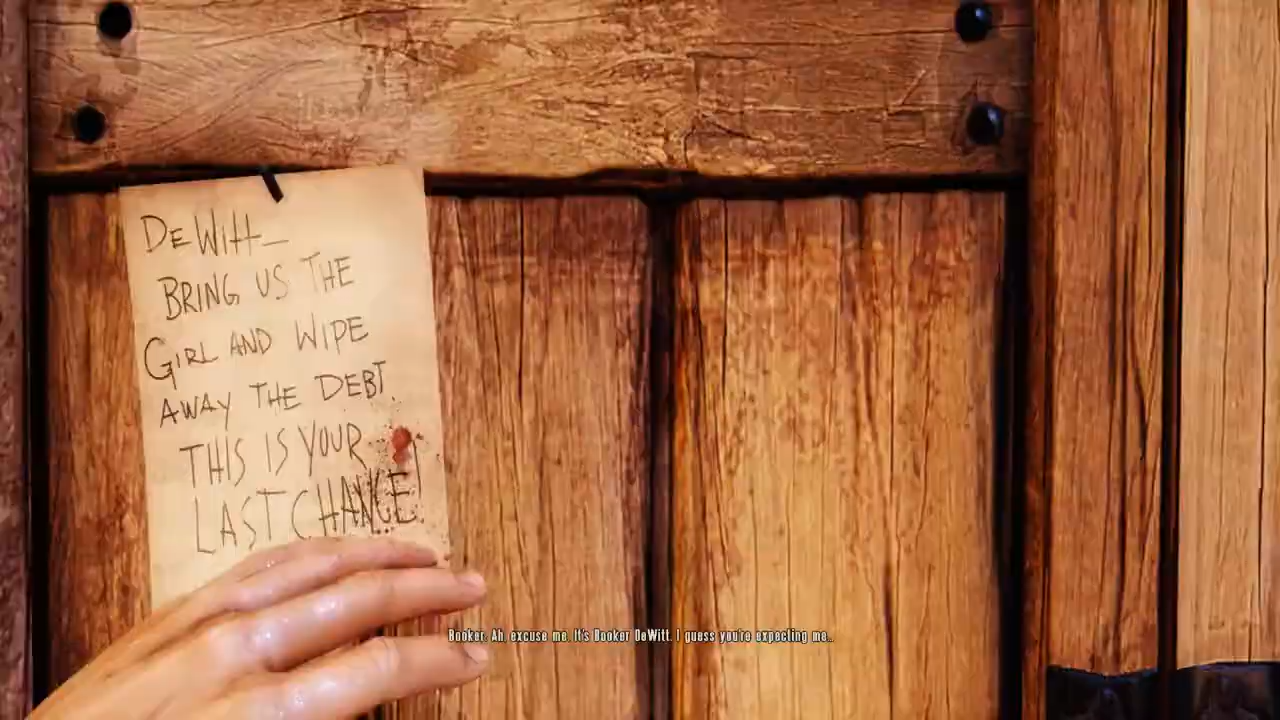 DEWITT—
BRING US THE
GIRL AND WIPE
AWAY THE DEBT.
THIS IS YOUR
LAST CHANCE!
Booker: Ah, excuse me. It's Booker DeWitt. I guess you're expecting me...